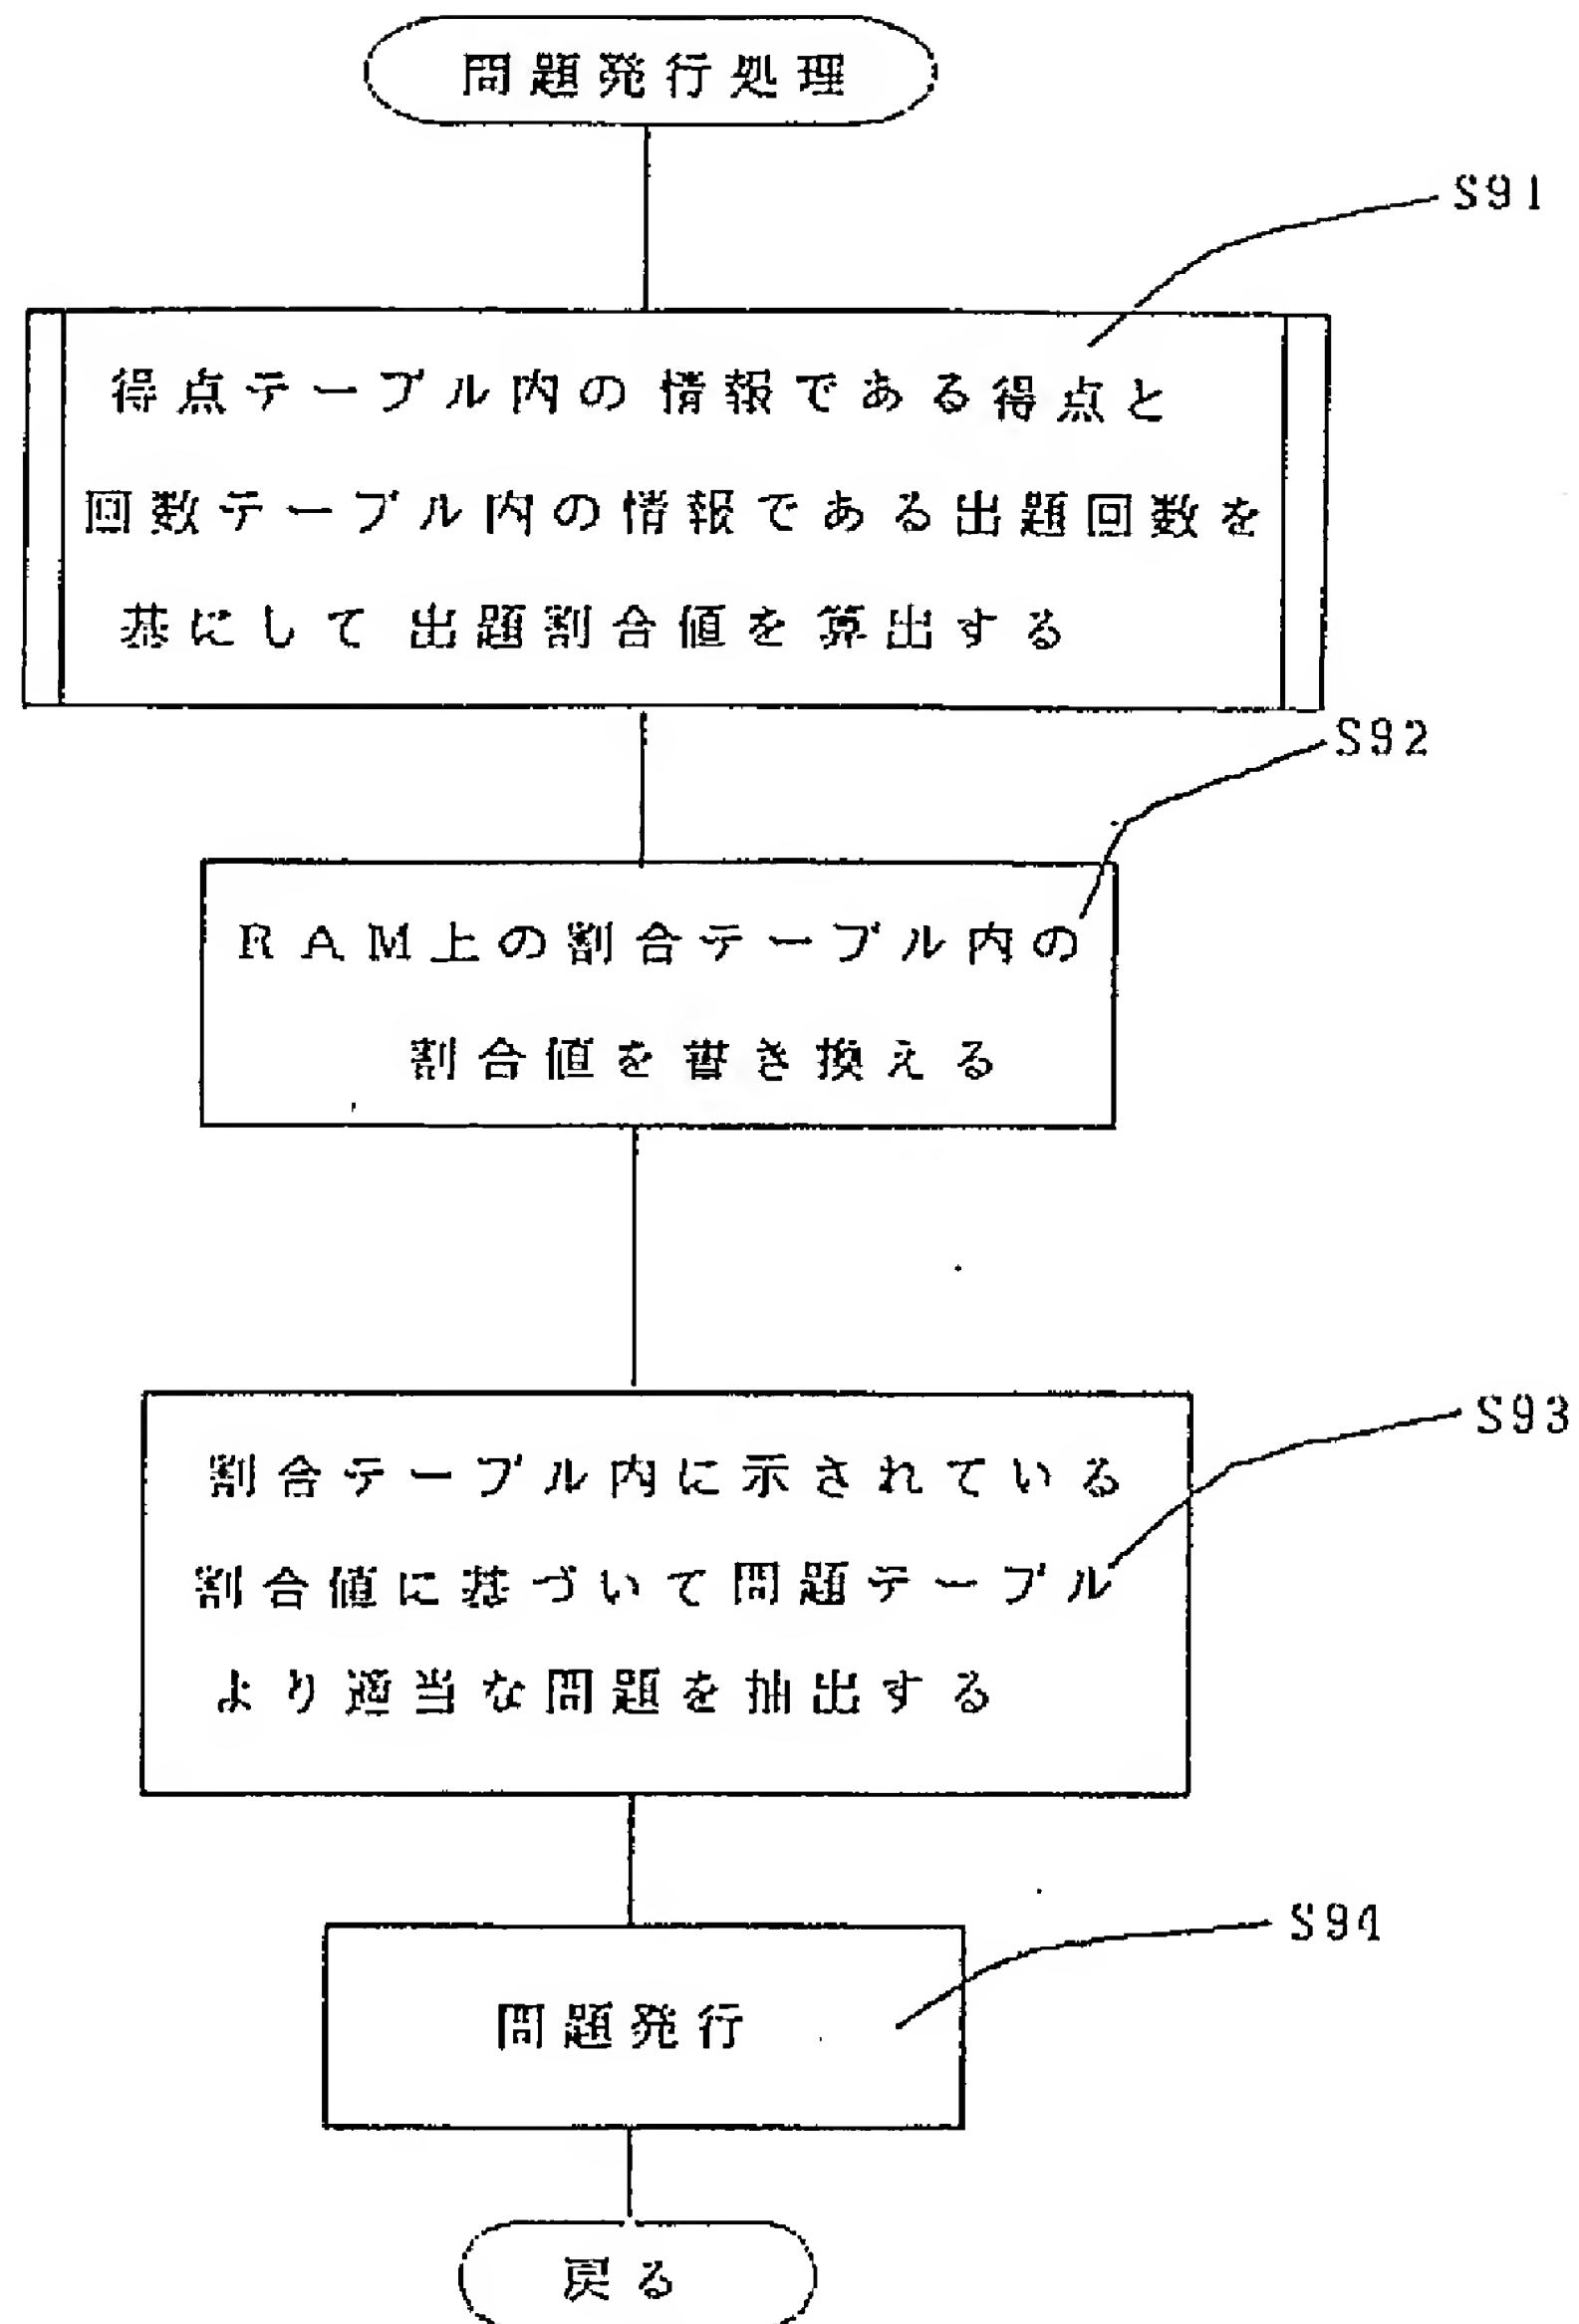 問題発行処理
S91
得点テーブル内の情報である得点と
回数テーブル内の情報である出題回数を
基にして出題割合値を算出する
S92
RAM上の割合テーブル内の
割合値を書き換える
S93
割合テーブル内に示されている
割合値に基づいて問題テーブル
より適当な問題を抽出する
S94
問題発行
戻る